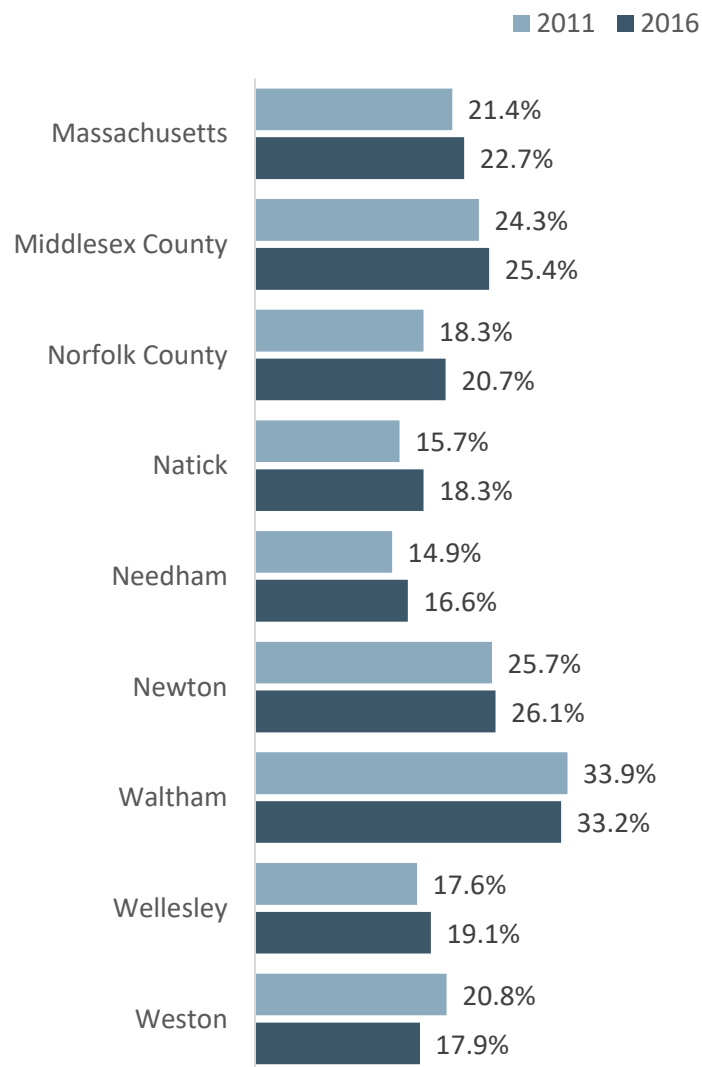 2011 2016
Massachusetts
21.4%
22.7%
Middlesex County
24.3%
25.4%
Norfolk County
18.3%
20.7%
Natick
15.7%
18.3%
Needham
14.9%
16.6%
Newton
25.7%
26.1%
Waltham
33.9%
33.2%
Wellesley
17.6%
19.1%
Weston
20.8%
17.9%